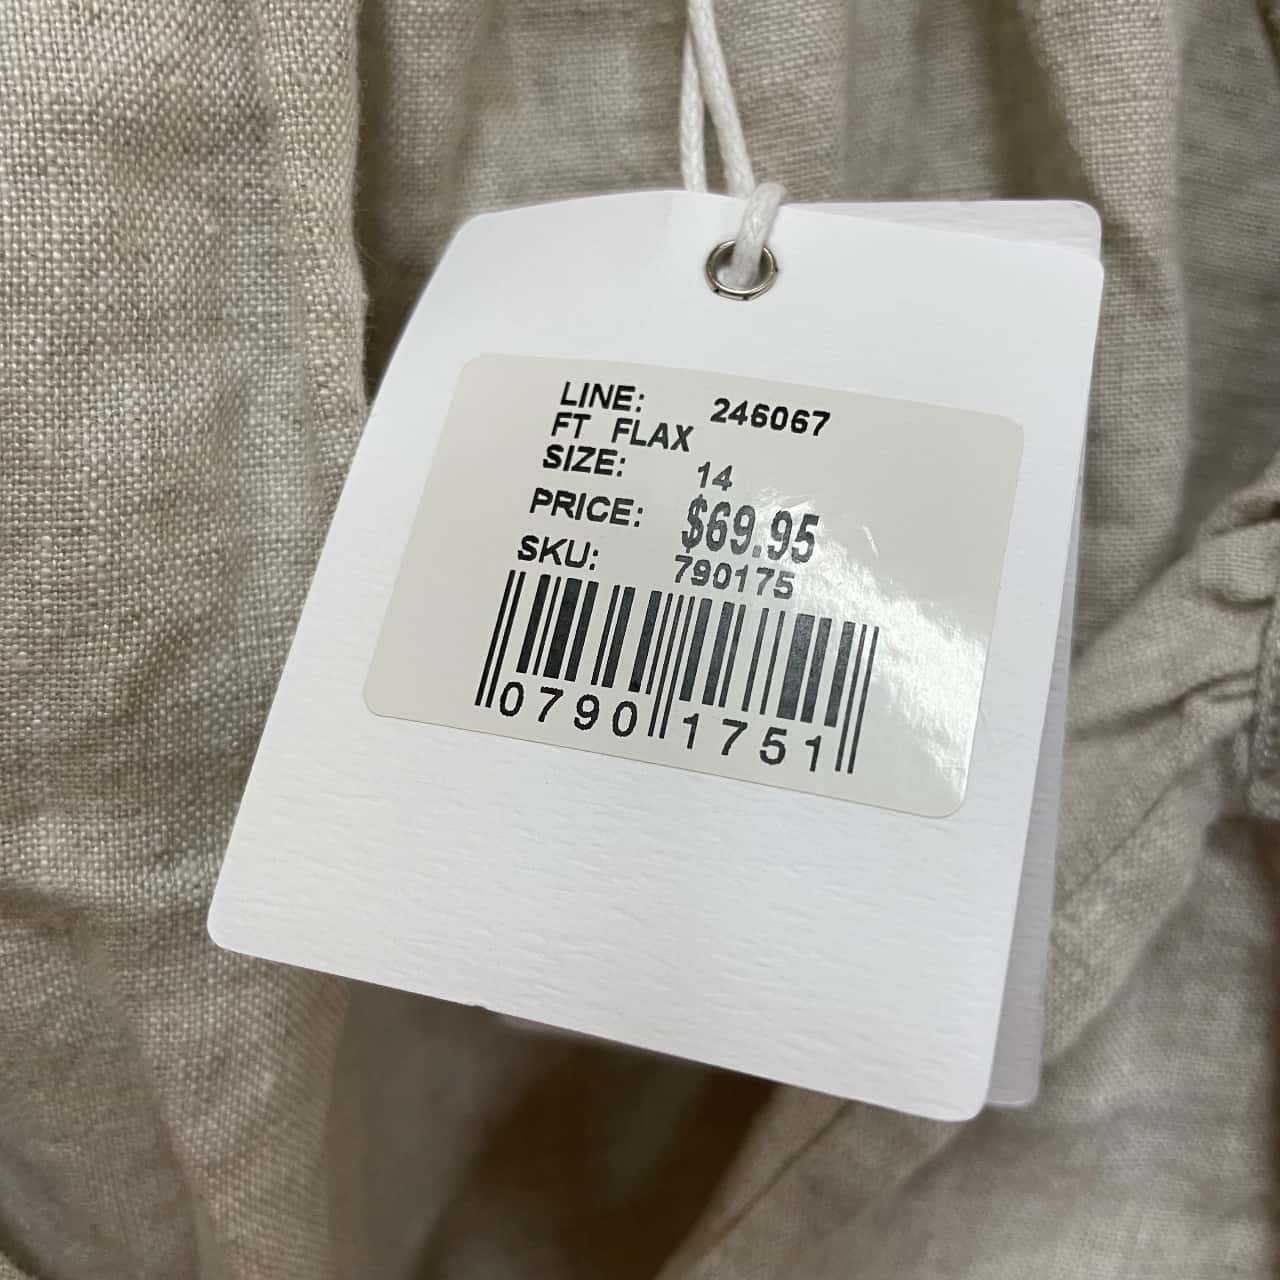 LINE: 246067
FT FLAX
SIZE: 14
PRICE: $69.95
SKU: 790175
0790 1751